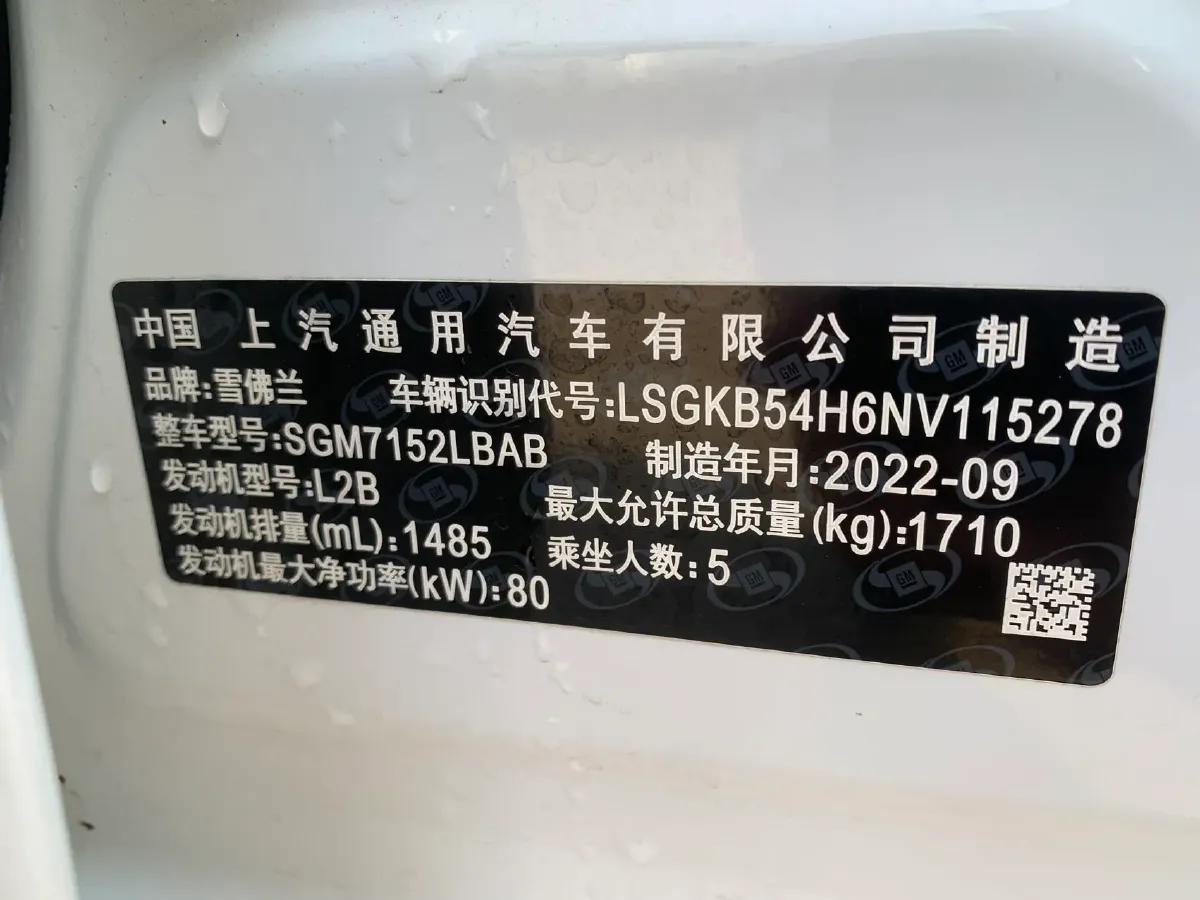 中国 上汽通用汽车有限公司制造
品牌:雪佛兰 车辆识别代号:LSGKB54H6NV115278
整车型号:SGM7152LBAB 制造年月:2022-09
发动机型号:L2B 最大允许总质量(kg):1710
发动机排量(mL):1485 乘坐人数:5
发动机最大净功率(kW):80